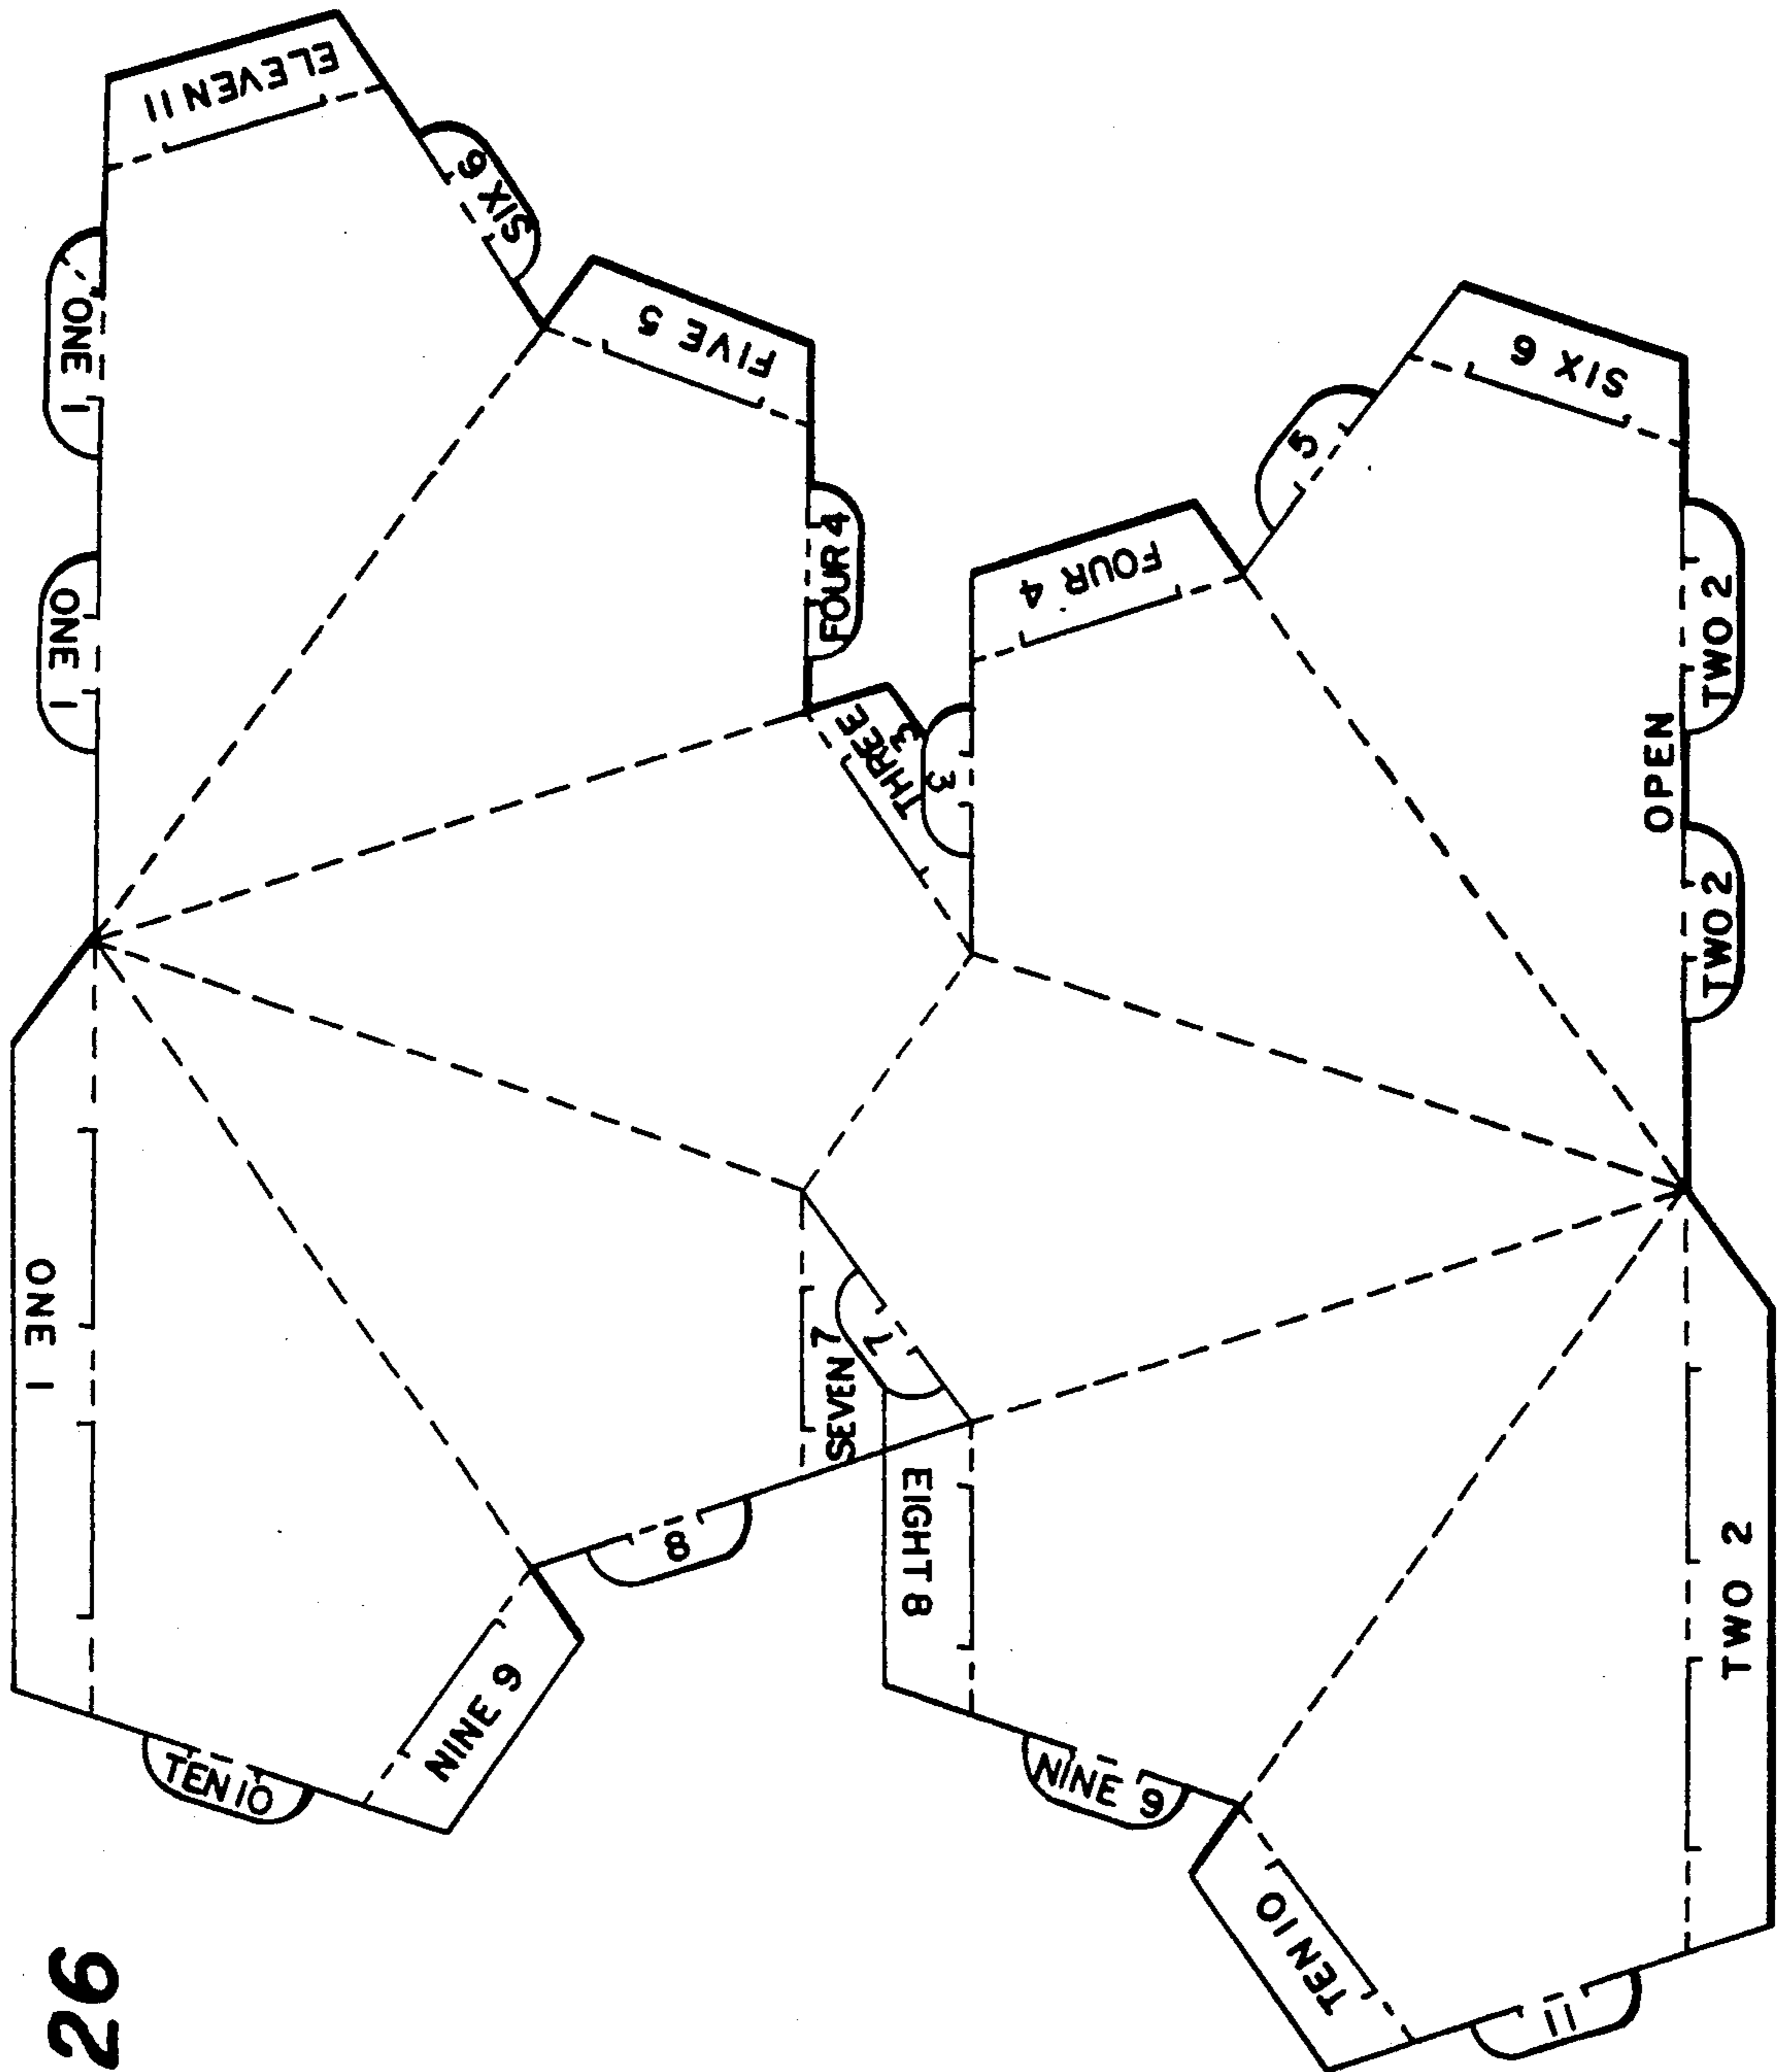 ELEVEN 11
SIX 6
1 ONE
1 ONE
FIVE 5
SIX 6
5
FOUR 4
FOUR 4
THREE 3
3
TWO 2
OPEN
TWO 2
1 ONE
SEVEN 7
7
8
EIGHT 8
NINE 9
TEN 10
NINE 9
TWO 2
TEN 10
11
26